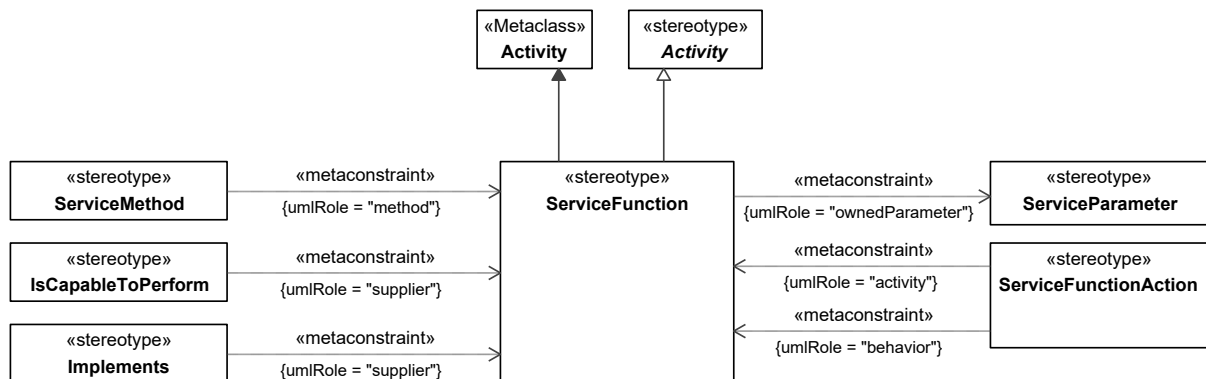 «Metaclass»
Activity
«stereotype»
Activity
«stereotype»
ServiceMethod
«metaconstraint»
{umlRole = "method"}
«stereotype»
ServiceFunction
«metaconstraint»
{umlRole = "ownedParameter"}
«stereotype»
ServiceParameter
«stereotype»
IsCapableToPerform
«metaconstraint»
{umlRole = "supplier"}
«metaconstraint»
{umlRole = "activity"}
«stereotype»
ServiceFunctionAction
«stereotype»
Implements
«metaconstraint»
{umlRole = "supplier"}
«metaconstraint»
{umlRole = "behavior"}